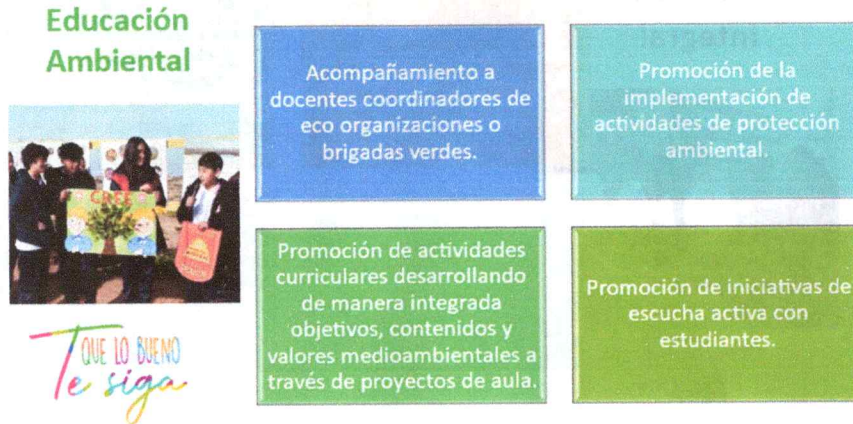 Educación
Ambiental
Acompañamiento a
docentes coordinadores de
eco organizaciones o
brigadas verdes.
Promoción de la
implementación de
actividades de protección
ambiental.
CREE
Promoción de actividades
curriculares desarrollando
de manera integrada
objetivos, contenidos y
valores medioambientales a
través de proyectos de aula.
Promoción de iniciativas de
escucha activa con
estudiantes.
QUE LO BUENO
Te siga